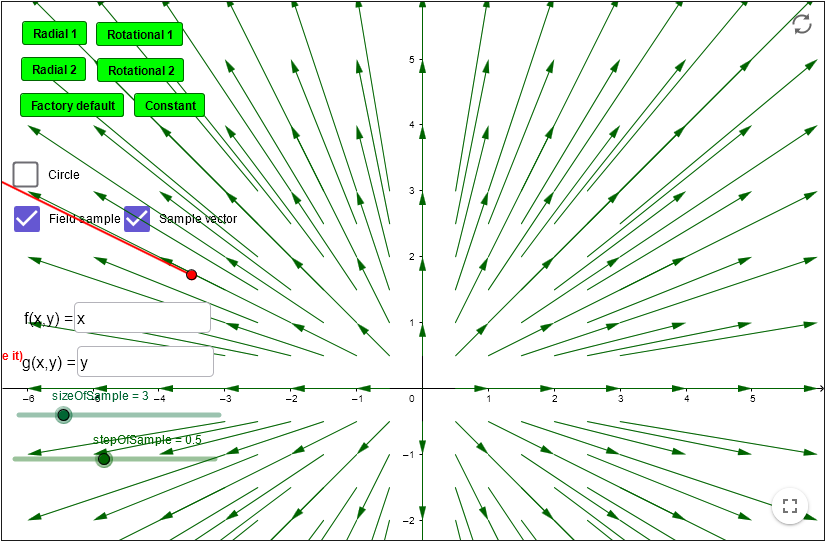 Radial 1 Rotational 1
Radial 2 Rotational 2
Factory default Constant
5
4
Circle
3
Field sample Sample vector
2
f(x,y) = x
1
e it)
g(x,y) = y
−6 −5 −4 −3 −2 −1 0 1 2 3 4 5
sizeOfSample = 3
stepOfSample = 0.5
−1
−2